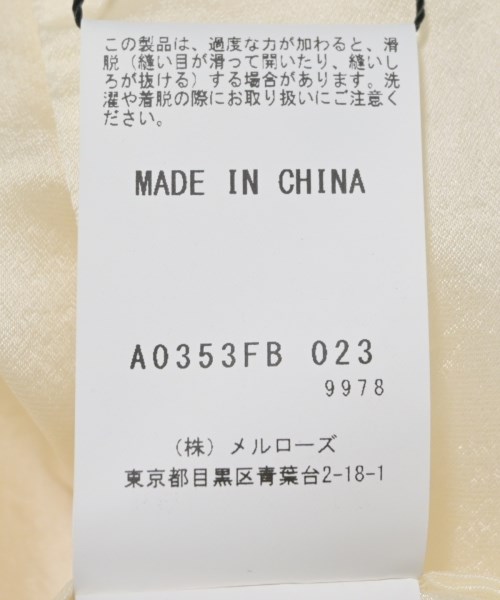 この製品は、過度な力が加わると、滑
脱（縫い目が滑って開いたり、縫いし
ろが抜ける）する場合があります。洗
濯や着脱の際にお取り扱いにご注意く
ださい。
MADE IN CHINA
A0353FB 023
9978
（株）メルローズ
東京都目黒区青葉台2-18-1